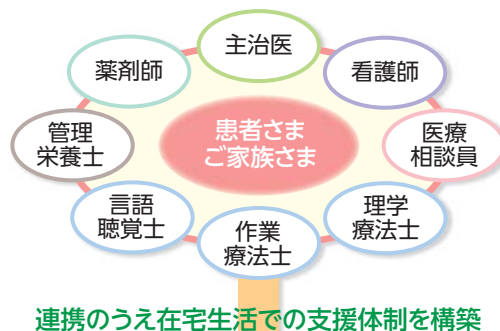 主治医
薬剤師
看護師
管理
栄養士
患者さま
ご家族さま
医療
相談員
言語
聴覚士
作業
療法士
理学
療法士
連携のうえ在宅生活での支援体制を構築